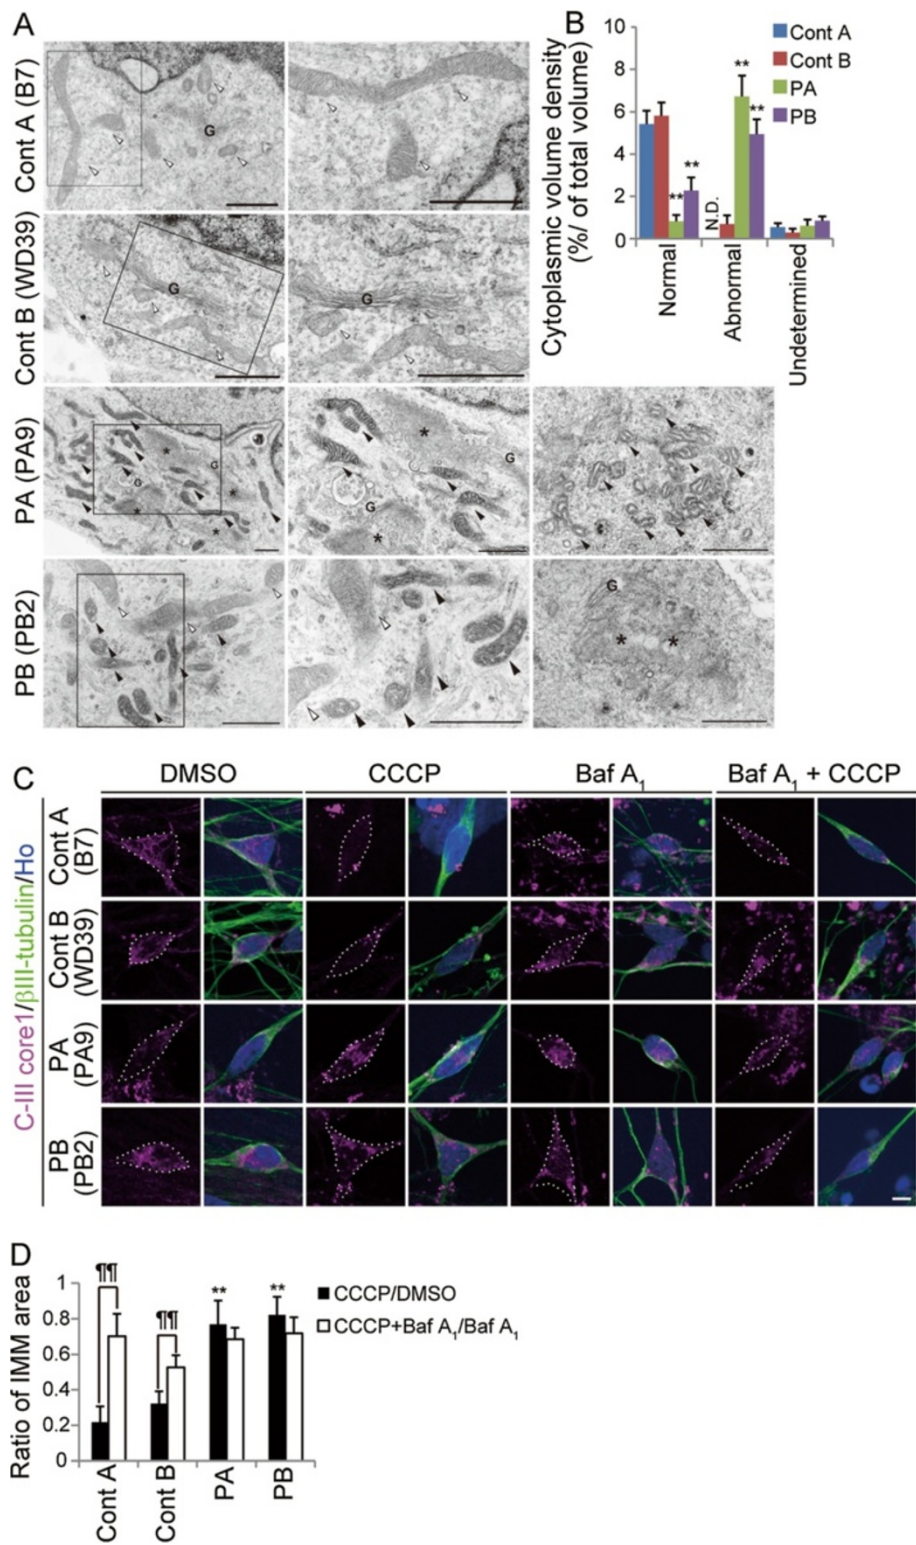 A
Cont A (B7)
G
Cont B (WD39)
G
G
PA (PA9)
*
G
G
*
*
*
*
G
G
*
PB (PB2)
G
*
*
B
Cytoplasmic volume density
(%/ of total volume)
10
8
6
4
2
0
Cont A
Cont B
PA
PB
**
**
N.D.
**
**
Normal
Abnormal
Undetermined
C
DMSO
CCCP
Baf A1
Baf A1 + CCCP
C-III core1/βIII-tubulin/Ho
Cont A
(B7)
Cont B
(WD39)
PA
(PA9)
PB
(PB2)
D
Ratio of IMM area
1
0.8
0.6
0.4
0.2
0
¶¶
¶¶
**
**
CCCP/DMSO
CCCP+Baf A1/Baf A1
Cont A
Cont B
PA
PB